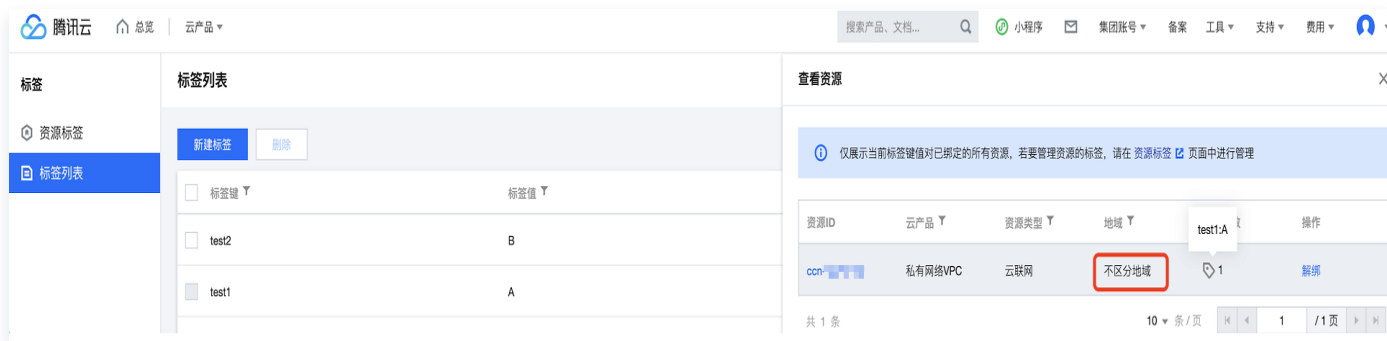 腾讯云 总览 云产品 搜索产品、文档... 小程序 集团账号 备案 工具 支持 费用
标签
资源标签
标签列表
标签列表
新建标签 删除
标签键 标签值
test2 B
test1 A
查看资源
仅展示当前标签键值对已绑定的所有资源，若要管理资源的标签，请在 资源标签 页面中进行管理
资源ID 云产品 资源类型 地域 操作
test1:A
ccn- 私有网络VPC 云联网 不区分地域 1 解绑
共 1 条 10 条/页 1 /1页